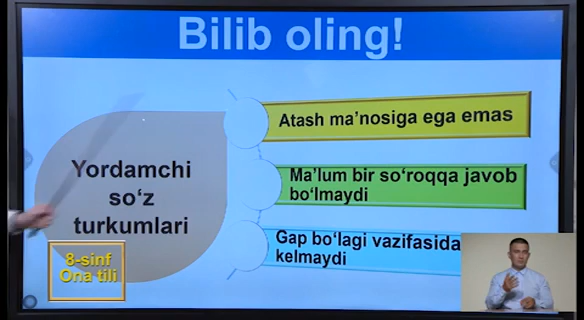 Bilib oling!
Yordamchi
so‘z
turkumlari
Atash ma’nosiga ega emas
Ma’lum bir so‘roqqa javob
bo‘lmaydi
Gap bo‘lagi vazifasida
kelmaydi
8-sinf
Ona tili